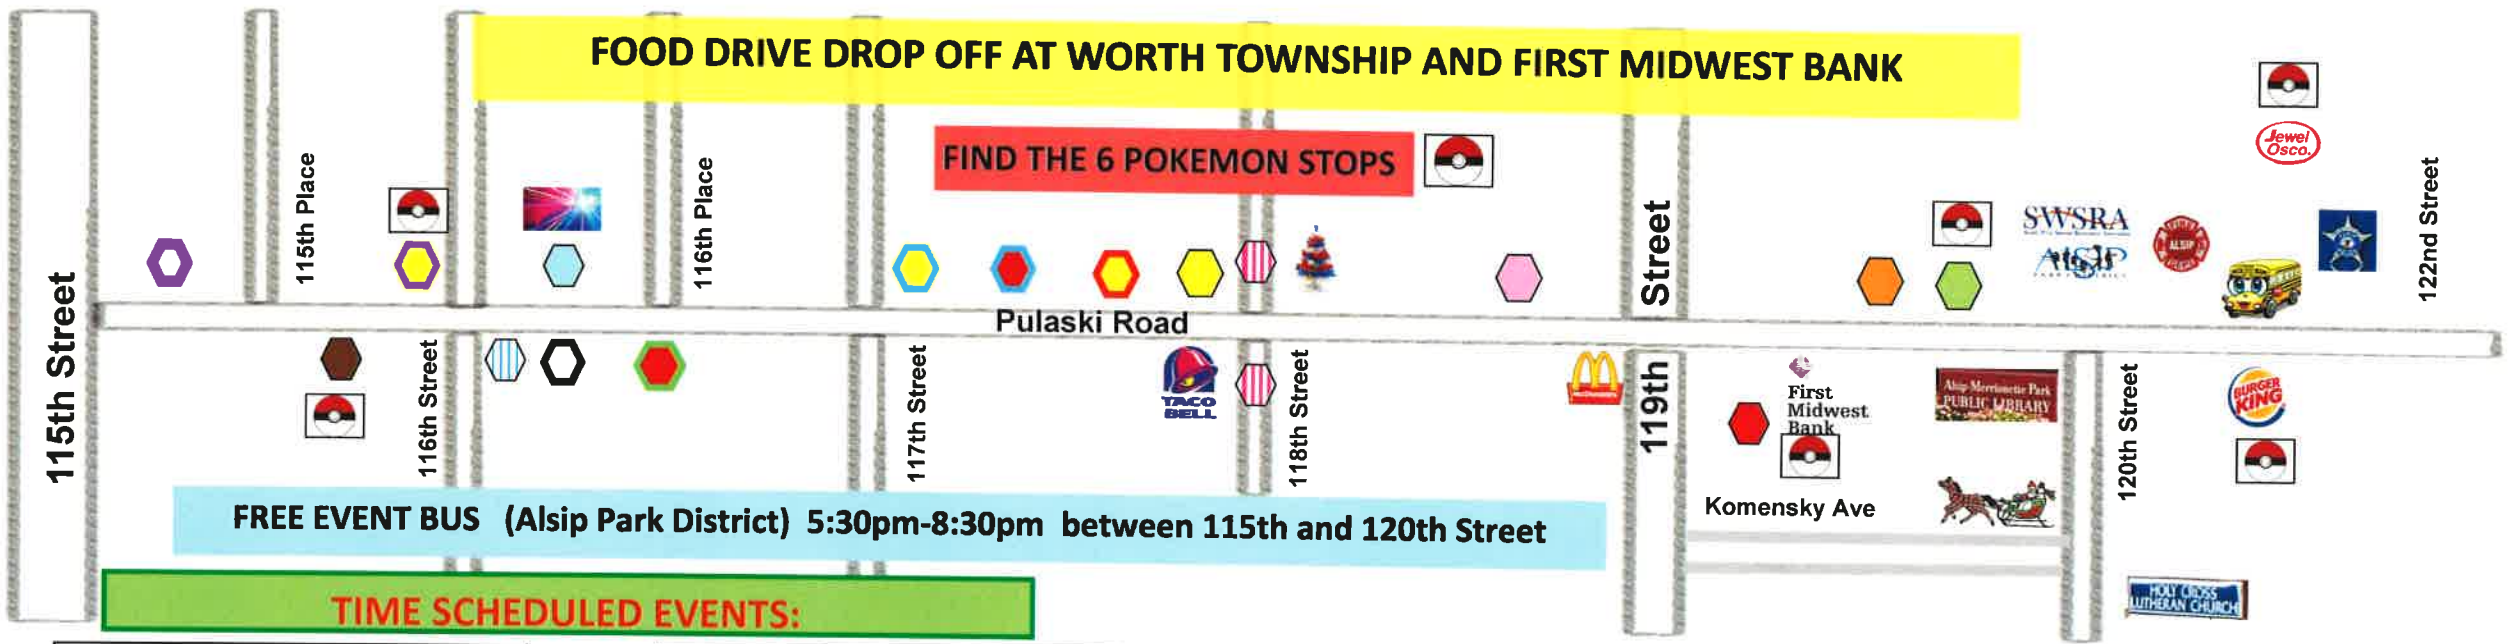 FOOD DRIVE DROP OFF AT WORTH TOWNSHIP AND FIRST MIDWEST BANK
FIND THE 6 POKEMON STOPS
Jewel
Osco.
115th Street
115th Place
116th Street
116th Place
117th Street
118th Street
119th Street
120th Street
122nd Street
SWSRA
ALSIP
ALSIP
Pulaski Road
TACO
BELL
McDonald's
First
Midwest
Bank
Alsip-Merrionette Park
PUBLIC LIBRARY
BURGER
KING
Komensky Ave
FREE EVENT BUS (Alsip Park District) 5:30pm-8:30pm between 115th and 120th Street
HOLY CROSS
LUTHERAN CHURCH
TIME SCHEDULED EVENTS: